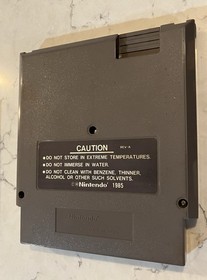 CAUTION
•DO NOT STORE IN EXTREME TEMPERATURES.
•DO NOT IMMERSE IN WATER.
•DO NOT CLEAN WITH BENZENE, THINNER,
ALCOHOL OR OTHER SUCH SOLVENTS.
Nintendo 1985